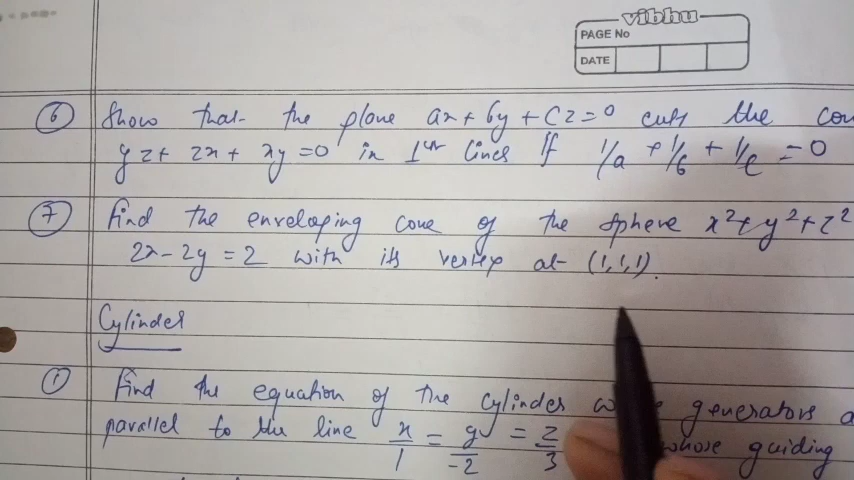 vibhu
PAGE No
DATE
6 Show that the plane ax + by + cz = 0 cuts the
yz + zx + xy = 0 in 1ar lines if 1/a + 1/b + 1/c = 0
7 Find the enveloping cone of the sphere x² + y² + z²
2x - 2y = 2 with its vertex at (1,1,1).
Cylinder
1 Find the equation of the cylinder generators
parallel to the line x/1 = y/-2 = z/3 whose guiding